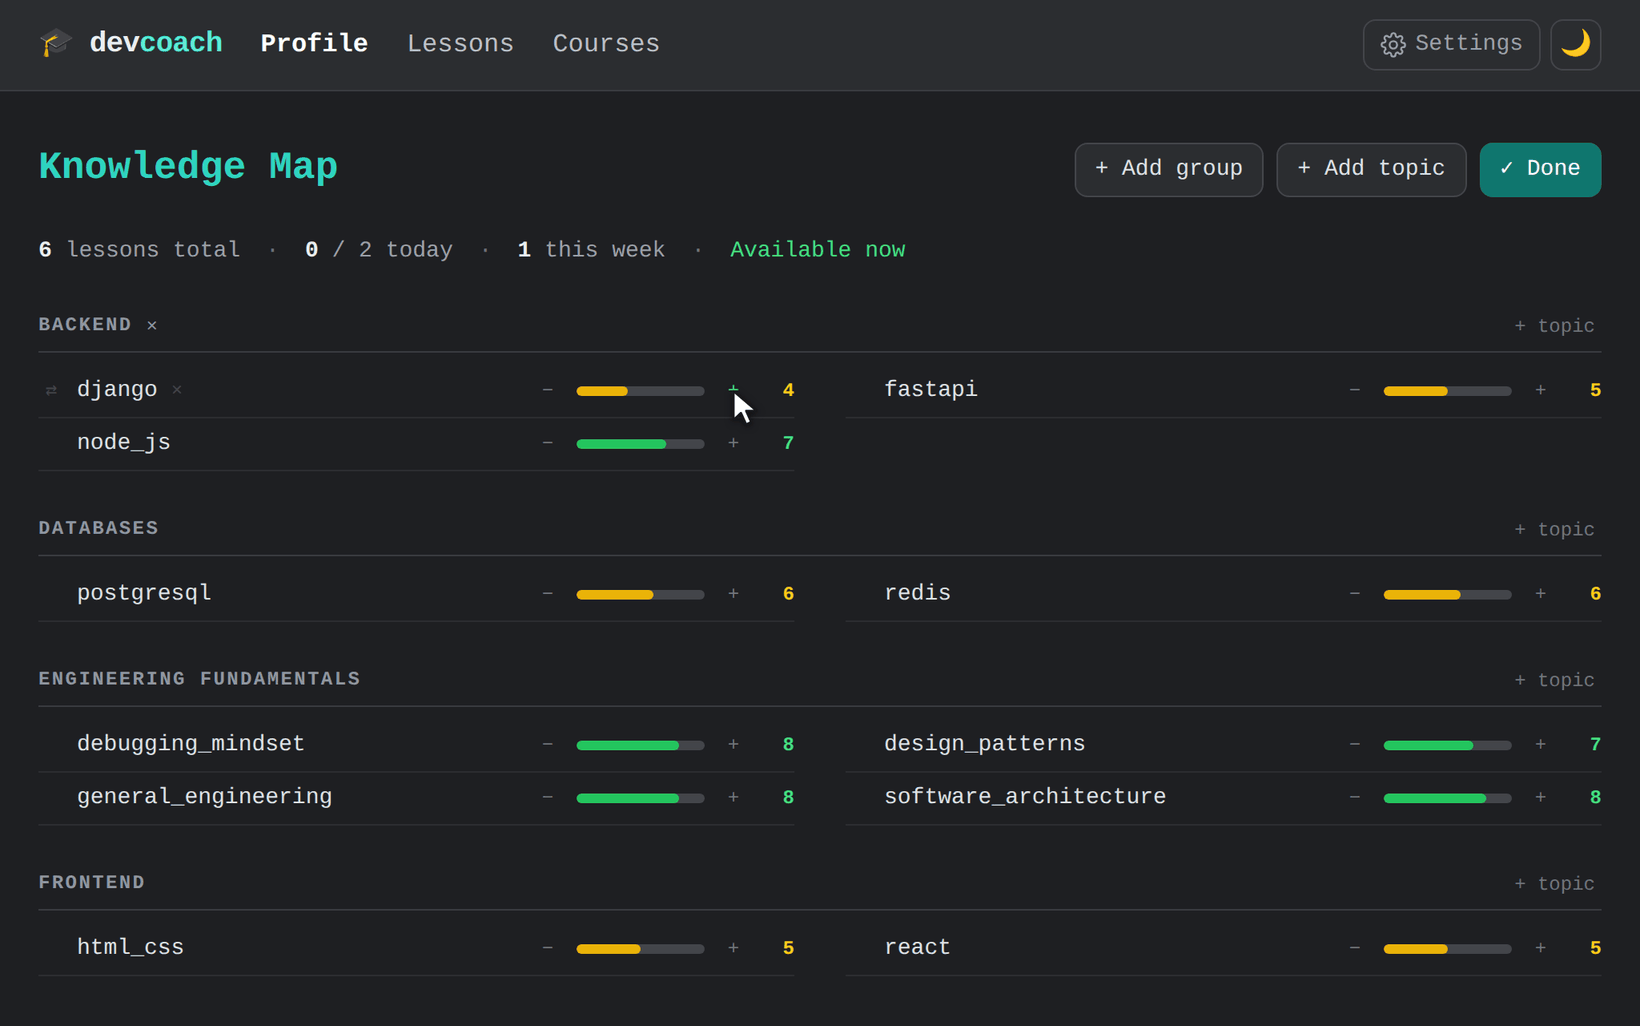 devcoach Profile Lessons Courses Settings
Knowledge Map + Add group + Add topic ✓ Done
6 lessons total · 0 / 2 today · 1 this week · Available now
BACKEND × + topic
⇄ django × − + 4 fastapi − + 5
node_js − + 7
DATABASES + topic
postgresql − + 6 redis − + 6
ENGINEERING FUNDAMENTALS + topic
debugging_mindset − + 8 design_patterns − + 7
general_engineering − + 8 software_architecture − + 8
FRONTEND + topic
html_css − + 5 react − + 5